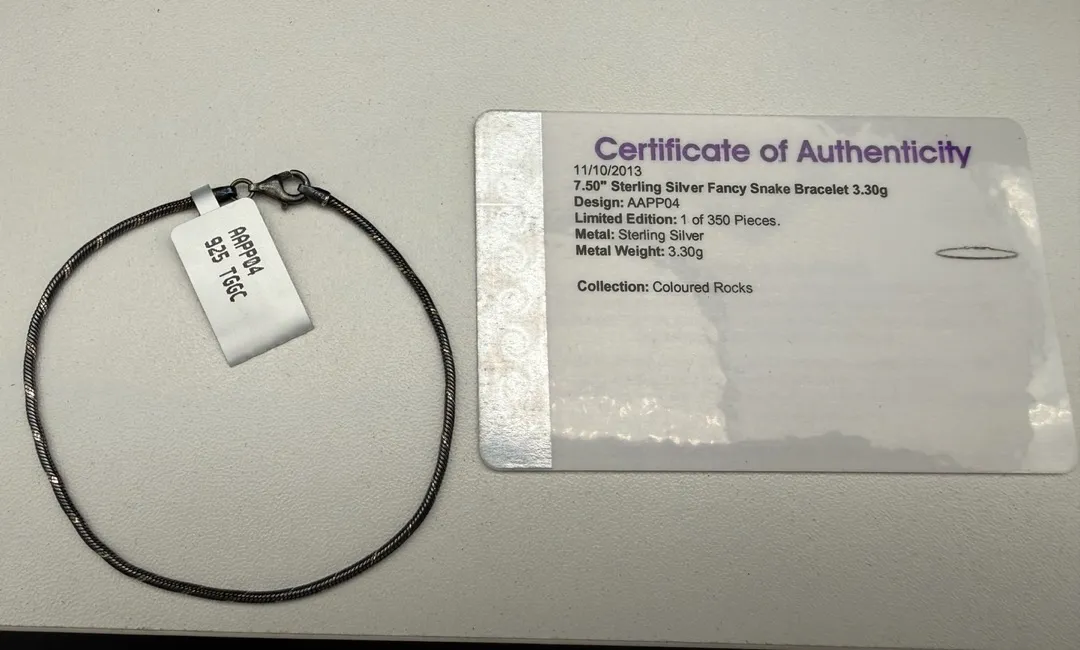 AAPP04
925 TGGC
Certificate of Authenticity
11/10/2013
7.50" Sterling Silver Fancy Snake Bracelet 3.30g
Design: AAPP04
Limited Edition: 1 of 350 Pieces.
Metal: Sterling Silver
Metal Weight: 3.30g
Collection: Coloured Rocks